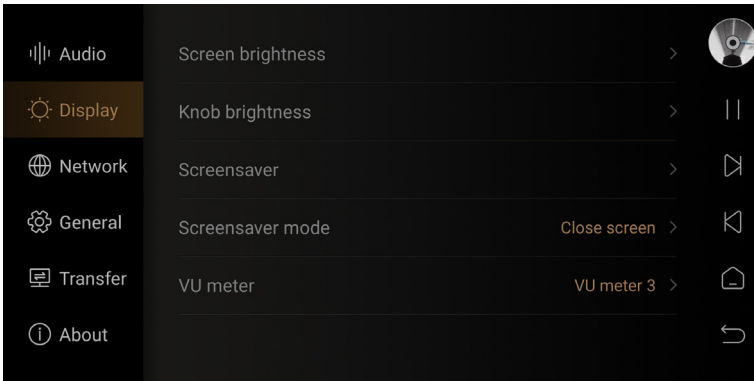 Audio
Display
Network
General
Transfer
About
Screen brightness
Knob brightness
Screensaver
Screensaver mode Close screen
VU meter VU meter 3